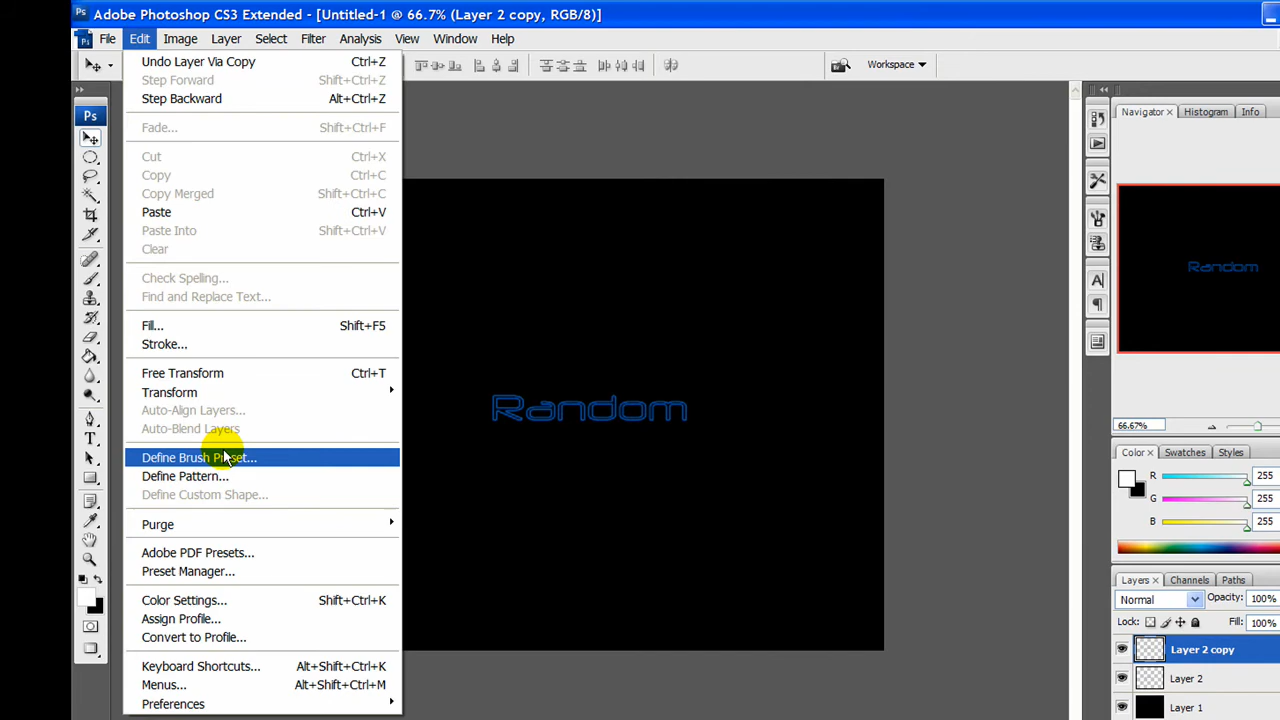 Ps Adobe Photoshop CS3 Extended - [Untitled-1 @ 66.7% (Layer 2 copy, RGB/8)]
Ps File Edit Image Layer Select Filter Analysis View Window Help
Workspace
Ps
Undo Layer Via Copy Ctrl+Z
Step Forward Shift+Ctrl+Z
Step Backward Alt+Ctrl+Z
Fade... Shift+Ctrl+F
Cut Ctrl+X
Copy Ctrl+C
Copy Merged Shift+Ctrl+C
Paste Ctrl+V
Paste Into Shift+Ctrl+V
Clear
Check Spelling...
Find and Replace Text...
Fill... Shift+F5
Stroke...
Free Transform Ctrl+T
Transform
Auto-Align Layers...
Auto-Blend Layers
Define Brush Preset...
Define Pattern...
Define Custom Shape...
Purge
Adobe PDF Presets...
Preset Manager...
Color Settings... Shift+Ctrl+K
Assign Profile...
Convert to Profile...
Keyboard Shortcuts... Alt+Shift+Ctrl+K
Menus... Alt+Shift+Ctrl+M
Preferences
Random
Navigator × Histogram Info
Random
66.67%
Color × Swatches Styles
R 255
G 255
B 255
Layers × Channels Paths
Normal Opacity: 100%
Lock: Fill: 100%
Layer 2 copy
Layer 2
Layer 1